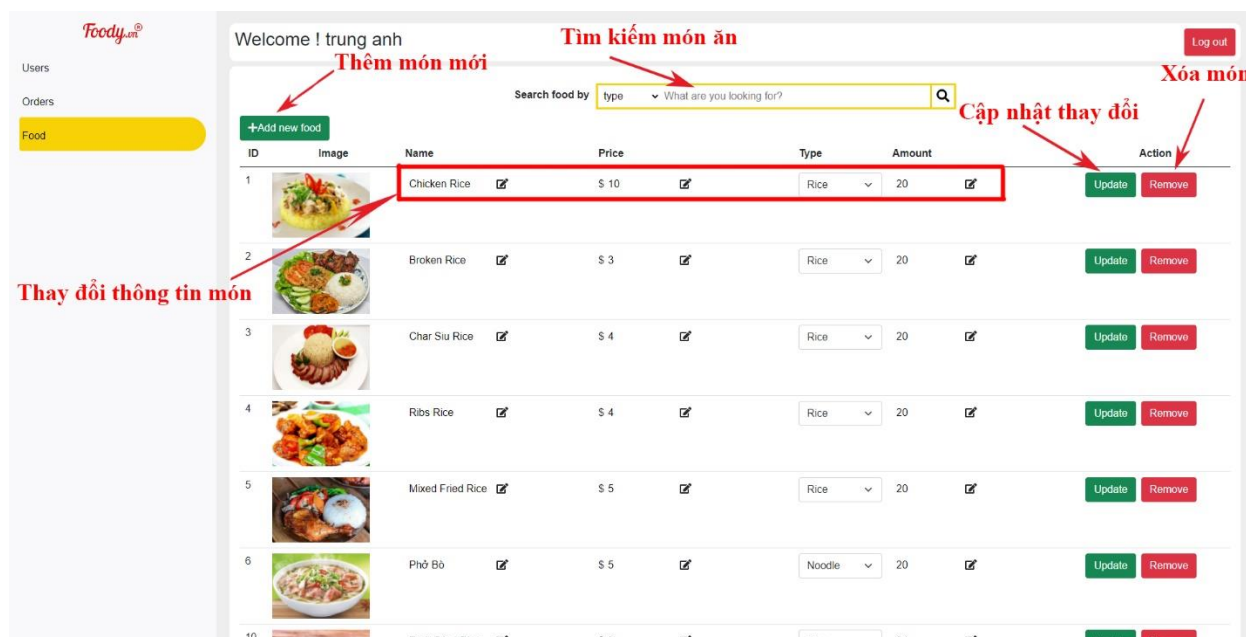 Foody.vn®
Welcome ! trung anh
Tìm kiếm món ăn
Log out
Users
Thêm món mới
Xóa món
Orders
Search food by type What are you looking for?
Cập nhật thay đổi
Food
+Add new food
ID Image Name Price Type Amount Action
1 Chicken Rice $ 10 Rice 20 Update Remove
2 Broken Rice $ 3 Rice 20 Update Remove
Thay đổi thông tin món
3 Char Siu Rice $ 4 Rice 20 Update Remove
4 Ribs Rice $ 4 Rice 20 Update Remove
5 Mixed Fried Rice $ 5 Rice 20 Update Remove
6 Phở Bò $ 5 Noodle 20 Update Remove
10